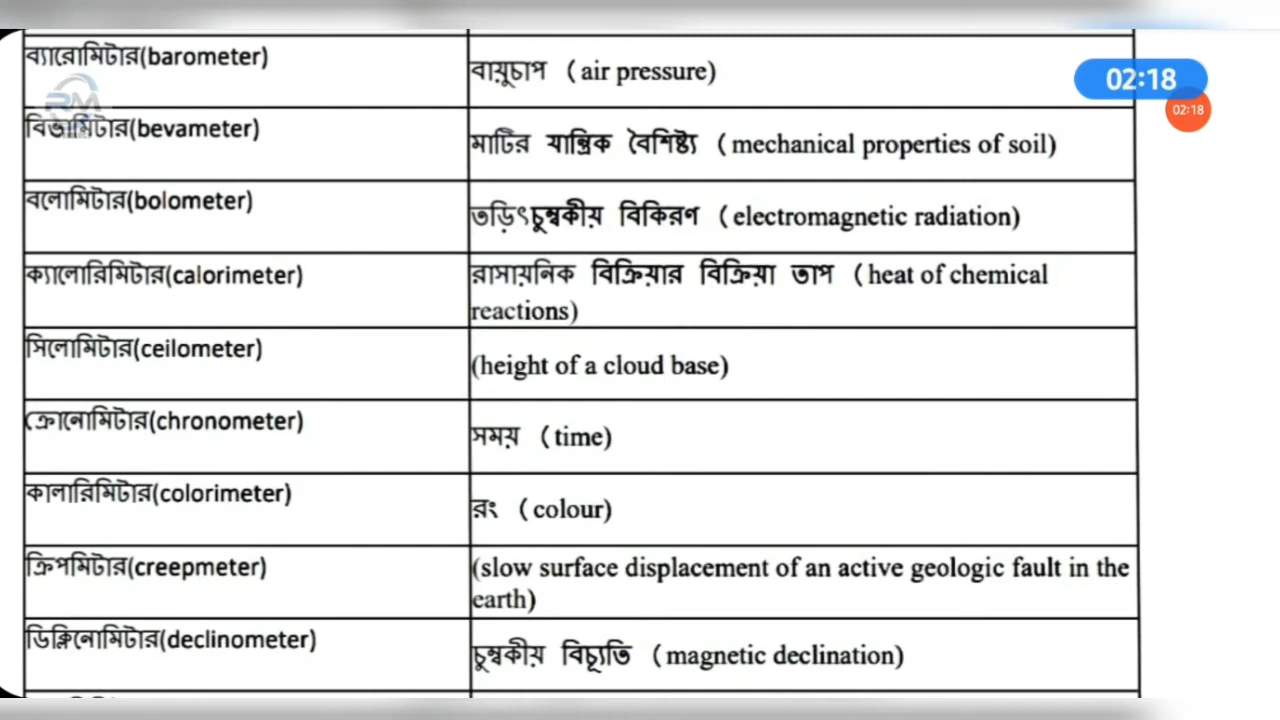 ব্যারোমিটার(barometer)
বায়ুচাপ (air pressure)
02:18
02:18
RM
বিভামিটার(bevameter)
মাটির যান্ত্রিক বৈশিষ্ট্য (mechanical properties of soil)
বলোমিটার(bolometer)
তড়িৎচুম্বকীয় বিকিরণ (electromagnetic radiation)
ক্যালোরিমিটার(calorimeter)
রাসায়নিক বিক্রিয়ার বিক্রিয়া তাপ (heat of chemical
reactions)
সিলোমিটার(ceilometer)
(height of a cloud base)
ক্রোনোমিটার(chronometer)
সময় (time)
কালারিমিটার(colorimeter)
রং (colour)
ক্রিপমিটার(creepmeter)
(slow surface displacement of an active geologic fault in the
earth)
ডিক্লিনোমিটার(declinometer)
চুম্বকীয় বিচ্যূতি (magnetic declination)